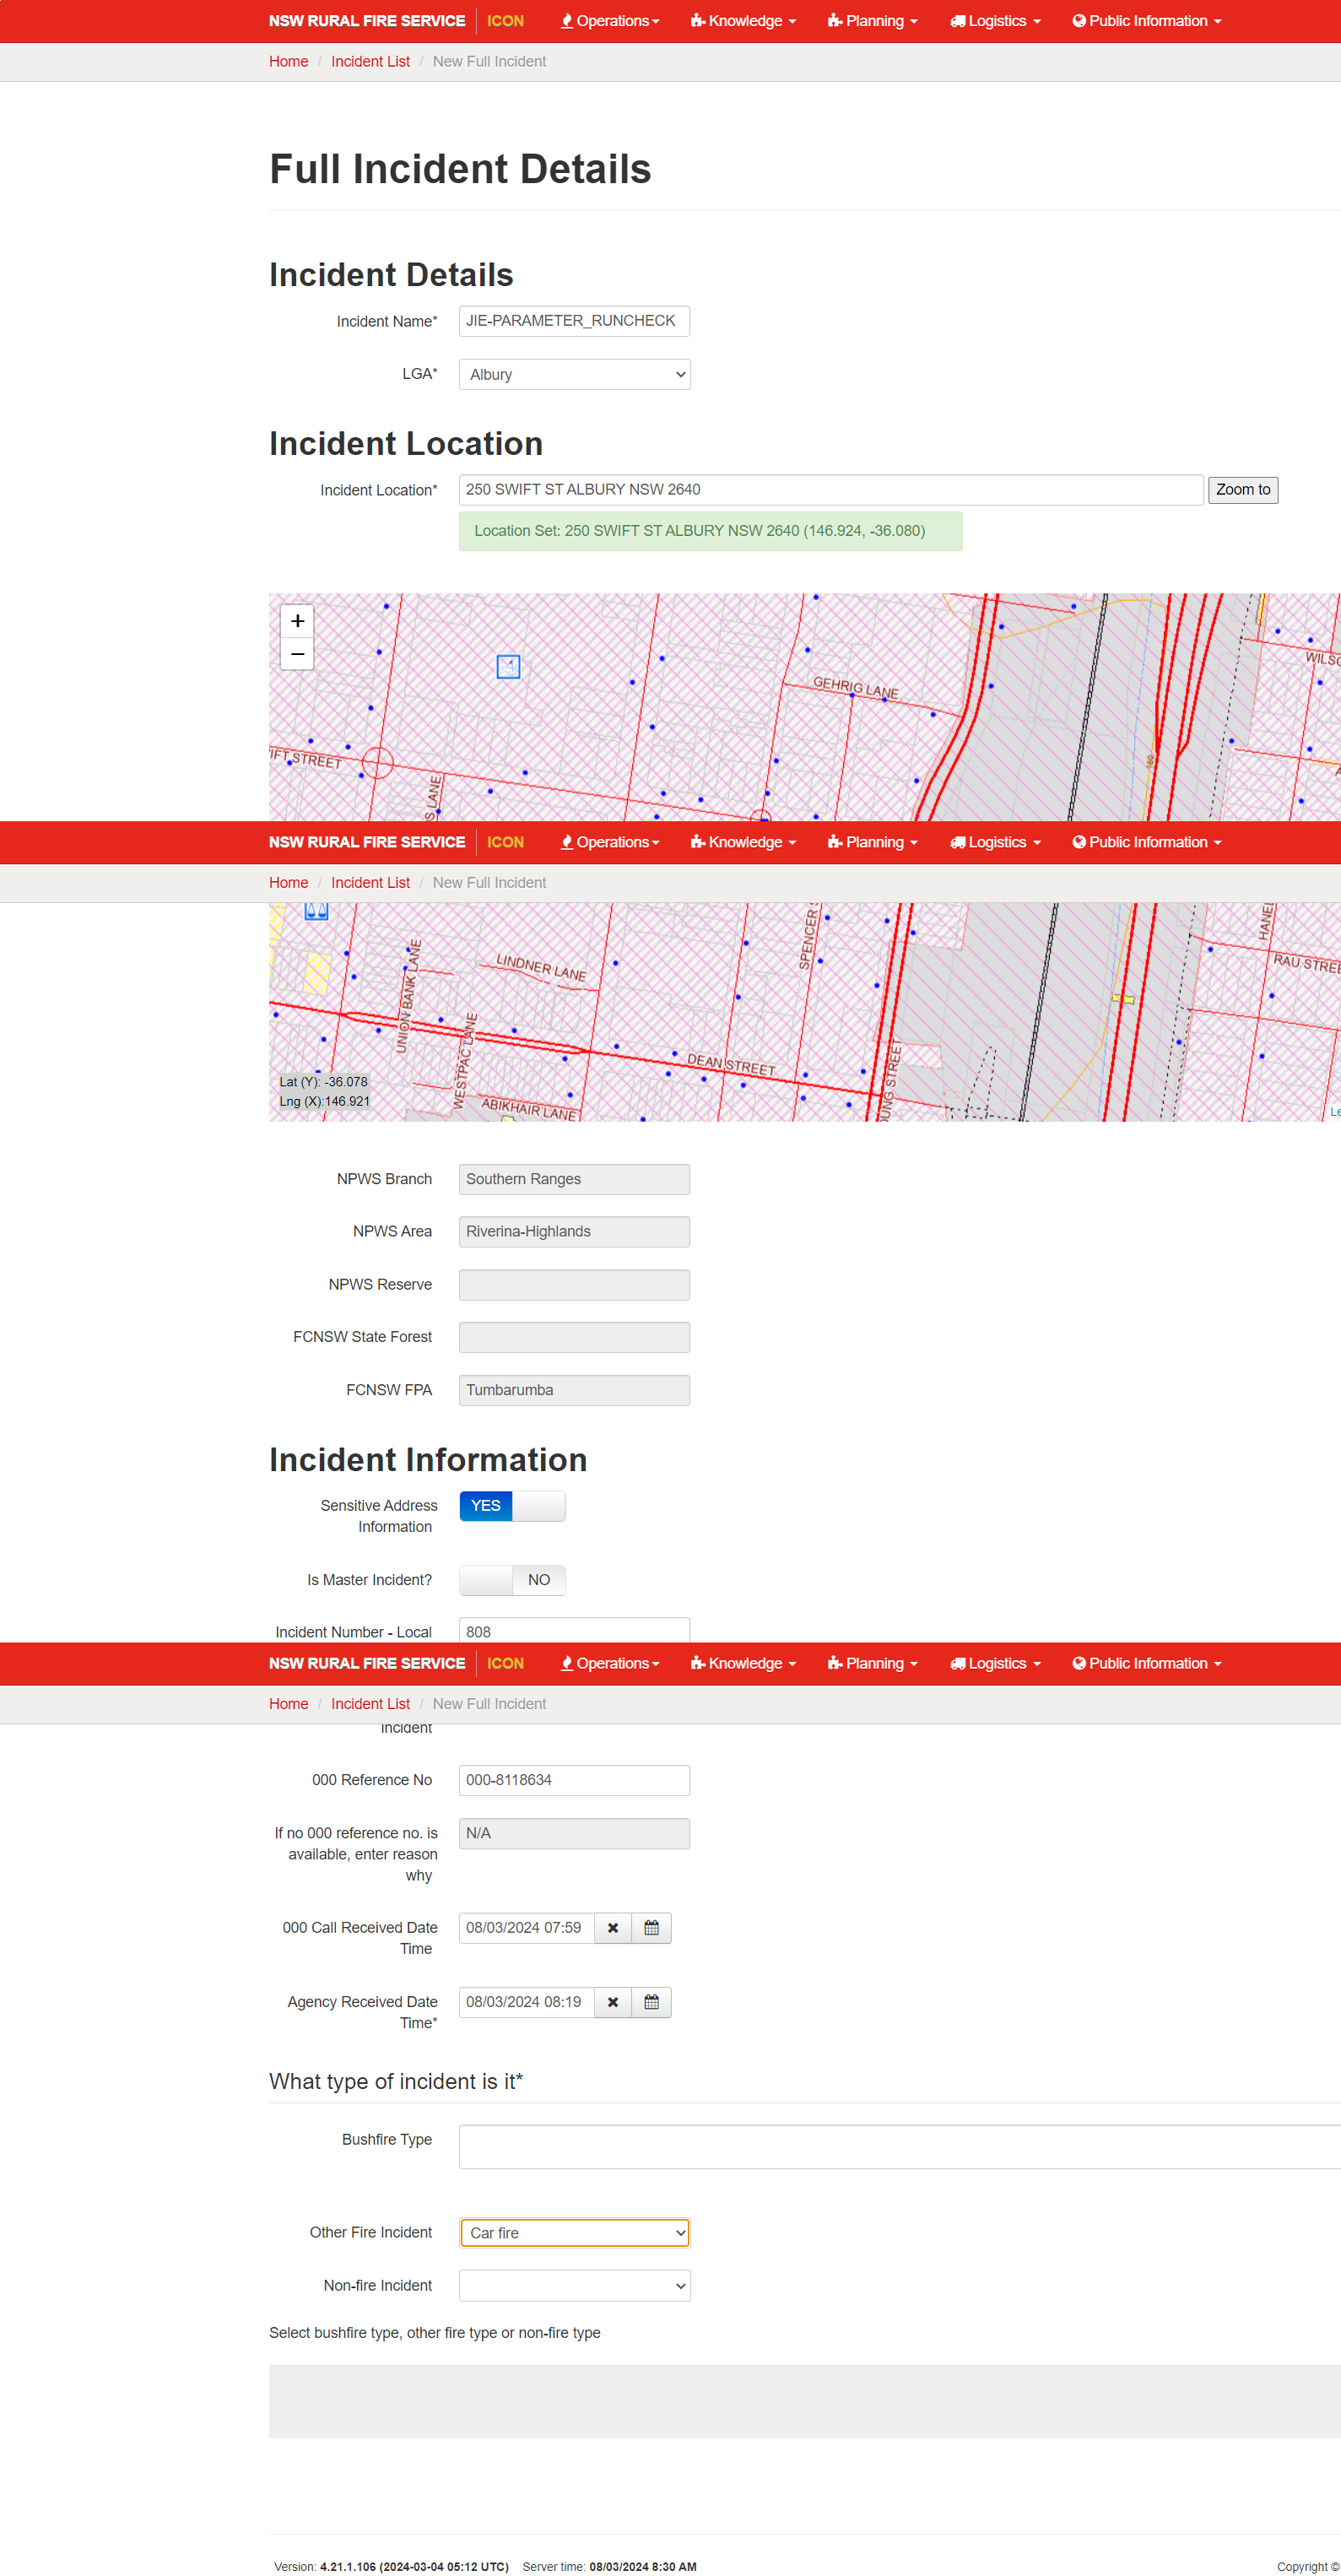 NSW RURAL FIRE SERVICE ICON Operations Knowledge Planning Logistics Public Information
Home / Incident List / New Full Incident
Full Incident Details
Incident Details
Incident Name* JIE-PARAMETER_RUNCHECK
LGA* Albury
Incident Location
Incident Location* 250 SWIFT ST ALBURY NSW 2640 Zoom to
Location Set: 250 SWIFT ST ALBURY NSW 2640 (146.924, -36.080)
+
−
GEHRIG LANE
WILSO
IFT STREET
S LANE
160
NSW RURAL FIRE SERVICE ICON Operations Knowledge Planning Logistics Public Information
Home / Incident List / New Full Incident
SPENCER S
HANEL
LINDNER LANE
RAU STREE
UNION BANK LANE
WESTPAC LANE
DEAN STREET
OUNG STREET
ABIKHAIR LANE
Lat (Y): -36.078
Lng (X):146.921
Le
NPWS Branch Southern Ranges
NPWS Area Riverina-Highlands
NPWS Reserve
FCNSW State Forest
FCNSW FPA Tumbarumba
Incident Information
Sensitive Address YES
Information
Is Master Incident? NO
Incident Number - Local 808
NSW RURAL FIRE SERVICE ICON Operations Knowledge Planning Logistics Public Information
Home / Incident List / New Full Incident
Incident
000 Reference No 000-8118634
If no 000 reference no. is N/A
available, enter reason
why
000 Call Received Date 08/03/2024 07:59
Time
Agency Received Date 08/03/2024 08:19
Time*
What type of incident is it*
Bushfire Type
Other Fire Incident Car fire
Non-fire Incident
Select bushfire type, other fire type or non-fire type
Version: 4.21.1.106 (2024-03-04 05:12 UTC) Server time: 08/03/2024 8:30 AM Copyright ©